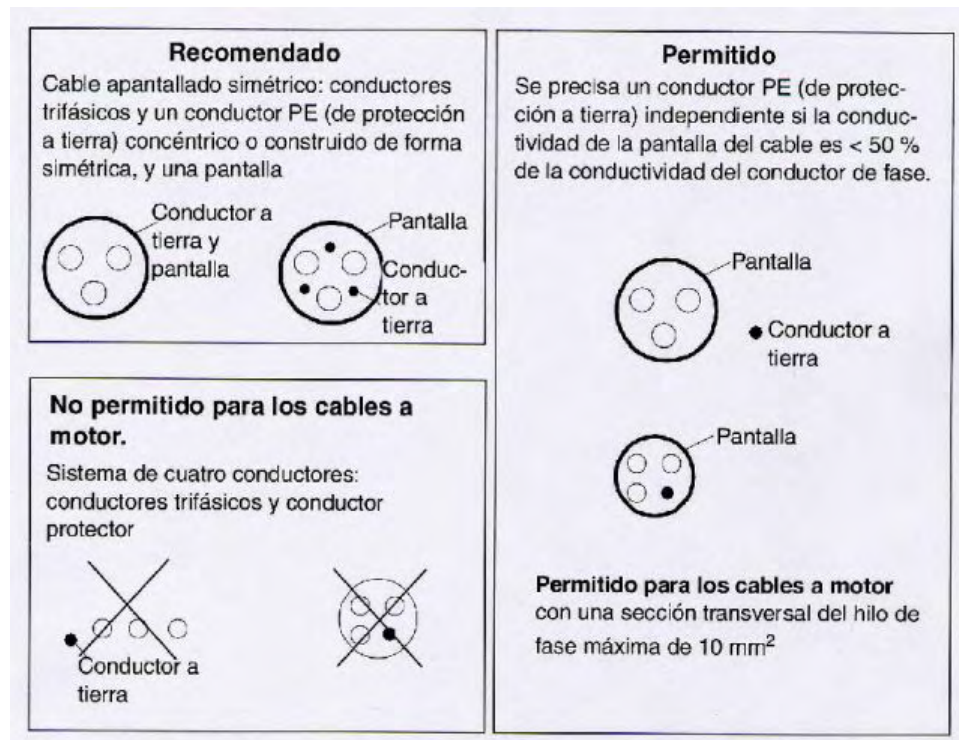 Recomendado
Cable apantallado simétrico: conductores
trifásicos y un conductor PE (de protección
a tierra) concéntrico o construido de forma
simétrica, y una pantalla
Conductor a
tierra y
pantalla
Pantalla
Conduc-
tor a
tierra
No permitido para los cables a
motor.
Sistema de cuatro conductores:
conductores trifásicos y conductor
protector
Conductor a
tierra
Permitido
Se precisa un conductor PE (de protec-
ción a tierra) independiente si la conduc-
tividad de la pantalla del cable es < 50 %
de la conductividad del conductor de fase.
Pantalla
Conductor a
tierra
Pantalla
Permitido para los cables a motor
con una sección transversal del hilo de
fase máxima de 10 mm²